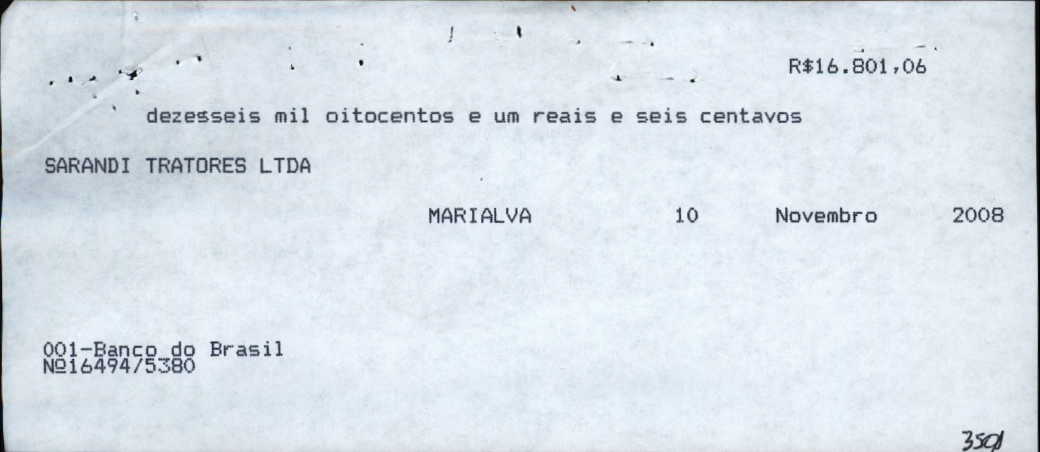 R$16.801,06
dezesseis mil oitocentos e um reais e seis centavos
SARANDI TRATORES LTDA
MARIALVA 10 Novembro 2008
001-Banco do Brasil
Nº16494/5380